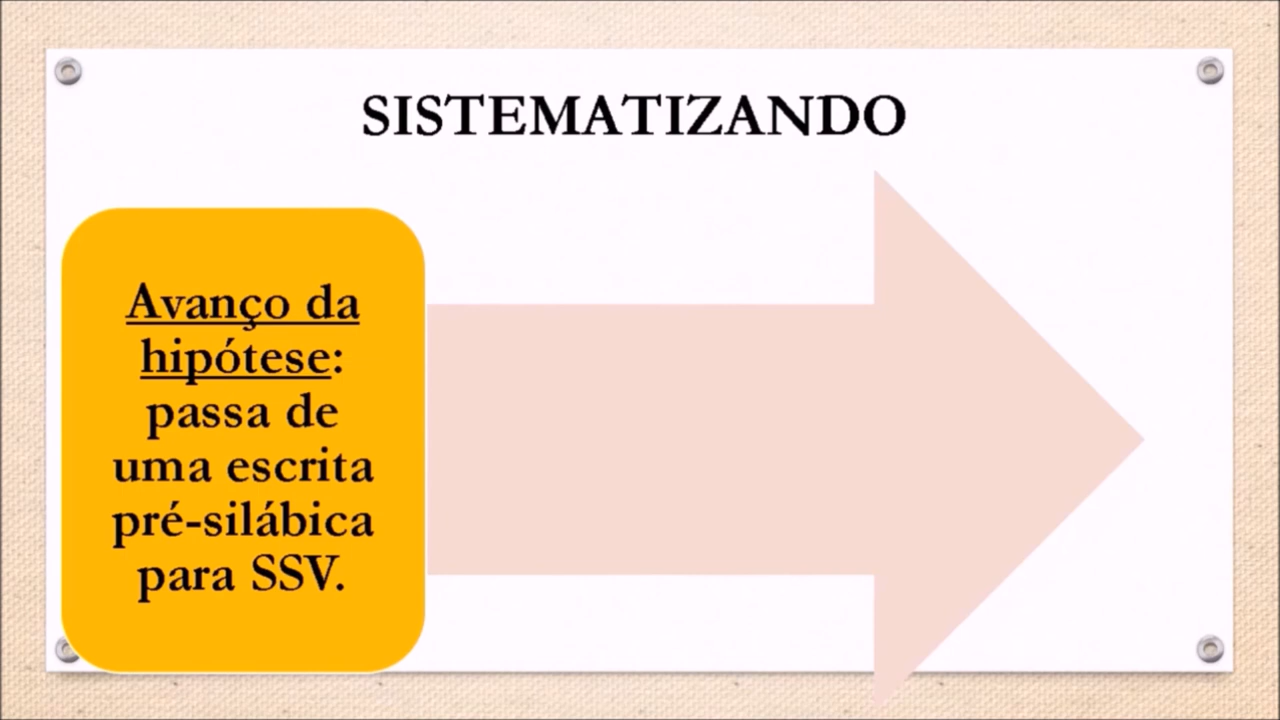 SISTEMATIZANDO
Avanço da
hipótese:
passa de
uma escrita
pré-silábica
para SSV.